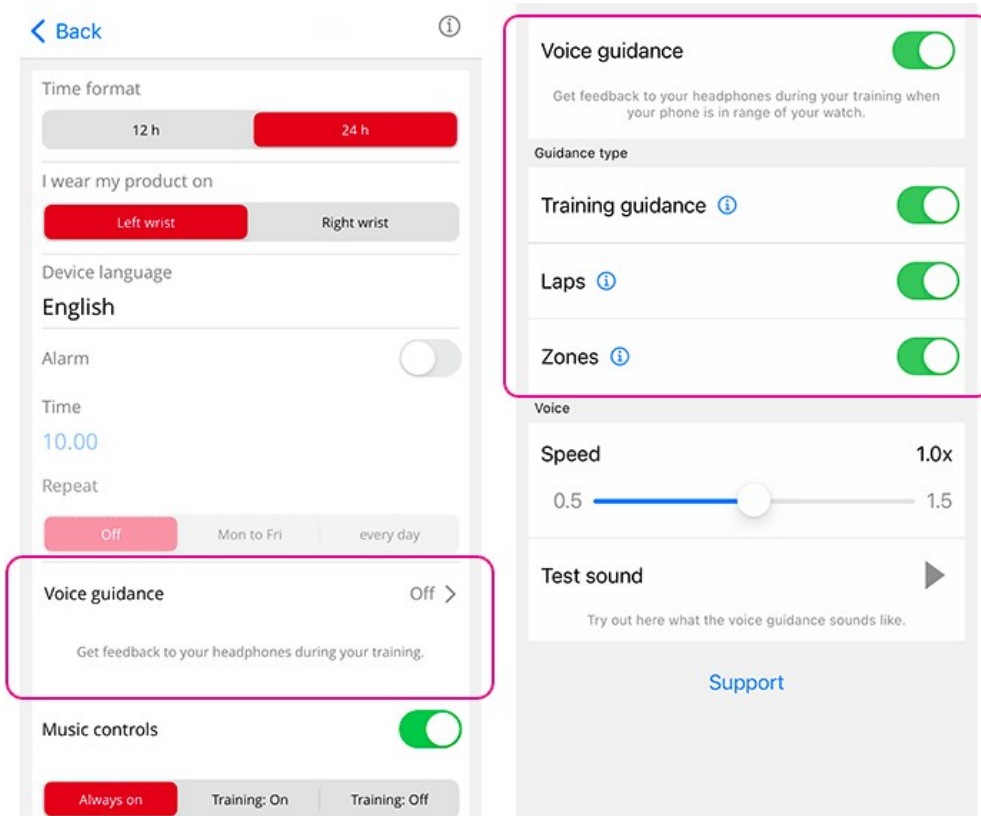 Back
Time format
12 h
24 h
I wear my product on
Left wrist
Right wrist
Device language
English
Alarm
Time
10.00
Repeat
Off
Mon to Fri
every day
Voice guidance
Off
Get feedback to your headphones during your training.
Music controls
Always on
Training: On
Training: Off
Voice guidance
Get feedback to your headphones during your training when
your phone is in range of your watch.
Guidance type
Training guidance
Laps
Zones
Voice
Speed
1.0x
0.5
1.5
Test sound
Try out here what the voice guidance sounds like.
Support